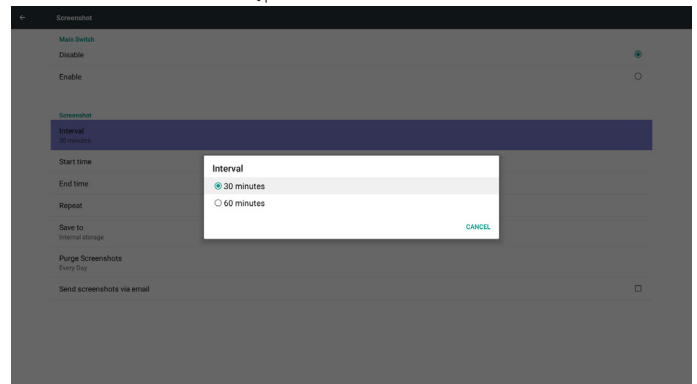 Screenshot
Main Switch
Disable
Enable
Screenshot
Interval
30 minutes
Start time
End time
Repeat
Save to
Internal storage
Purge Screenshots
Every Day
Send screenshots via email
Interval
30 minutes
60 minutes
CANCEL